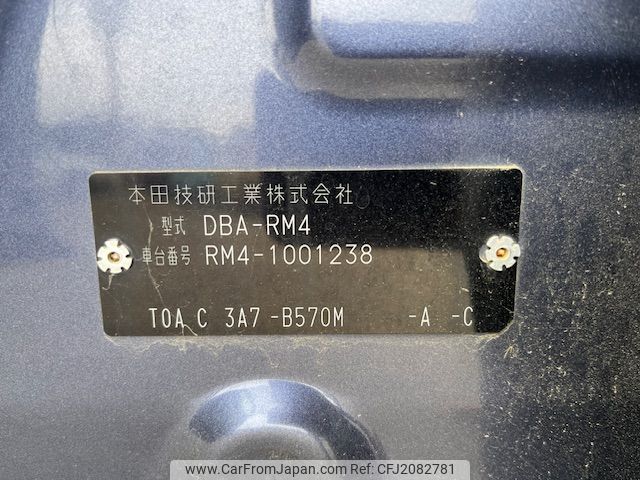 本田技研工業株式会社
型式 DBA-RM4
車台番号 RM4-1001238
TOA C 3A7 -B570M -A -C
www.CarFromJapan.com | Ref No. CFJ2082781